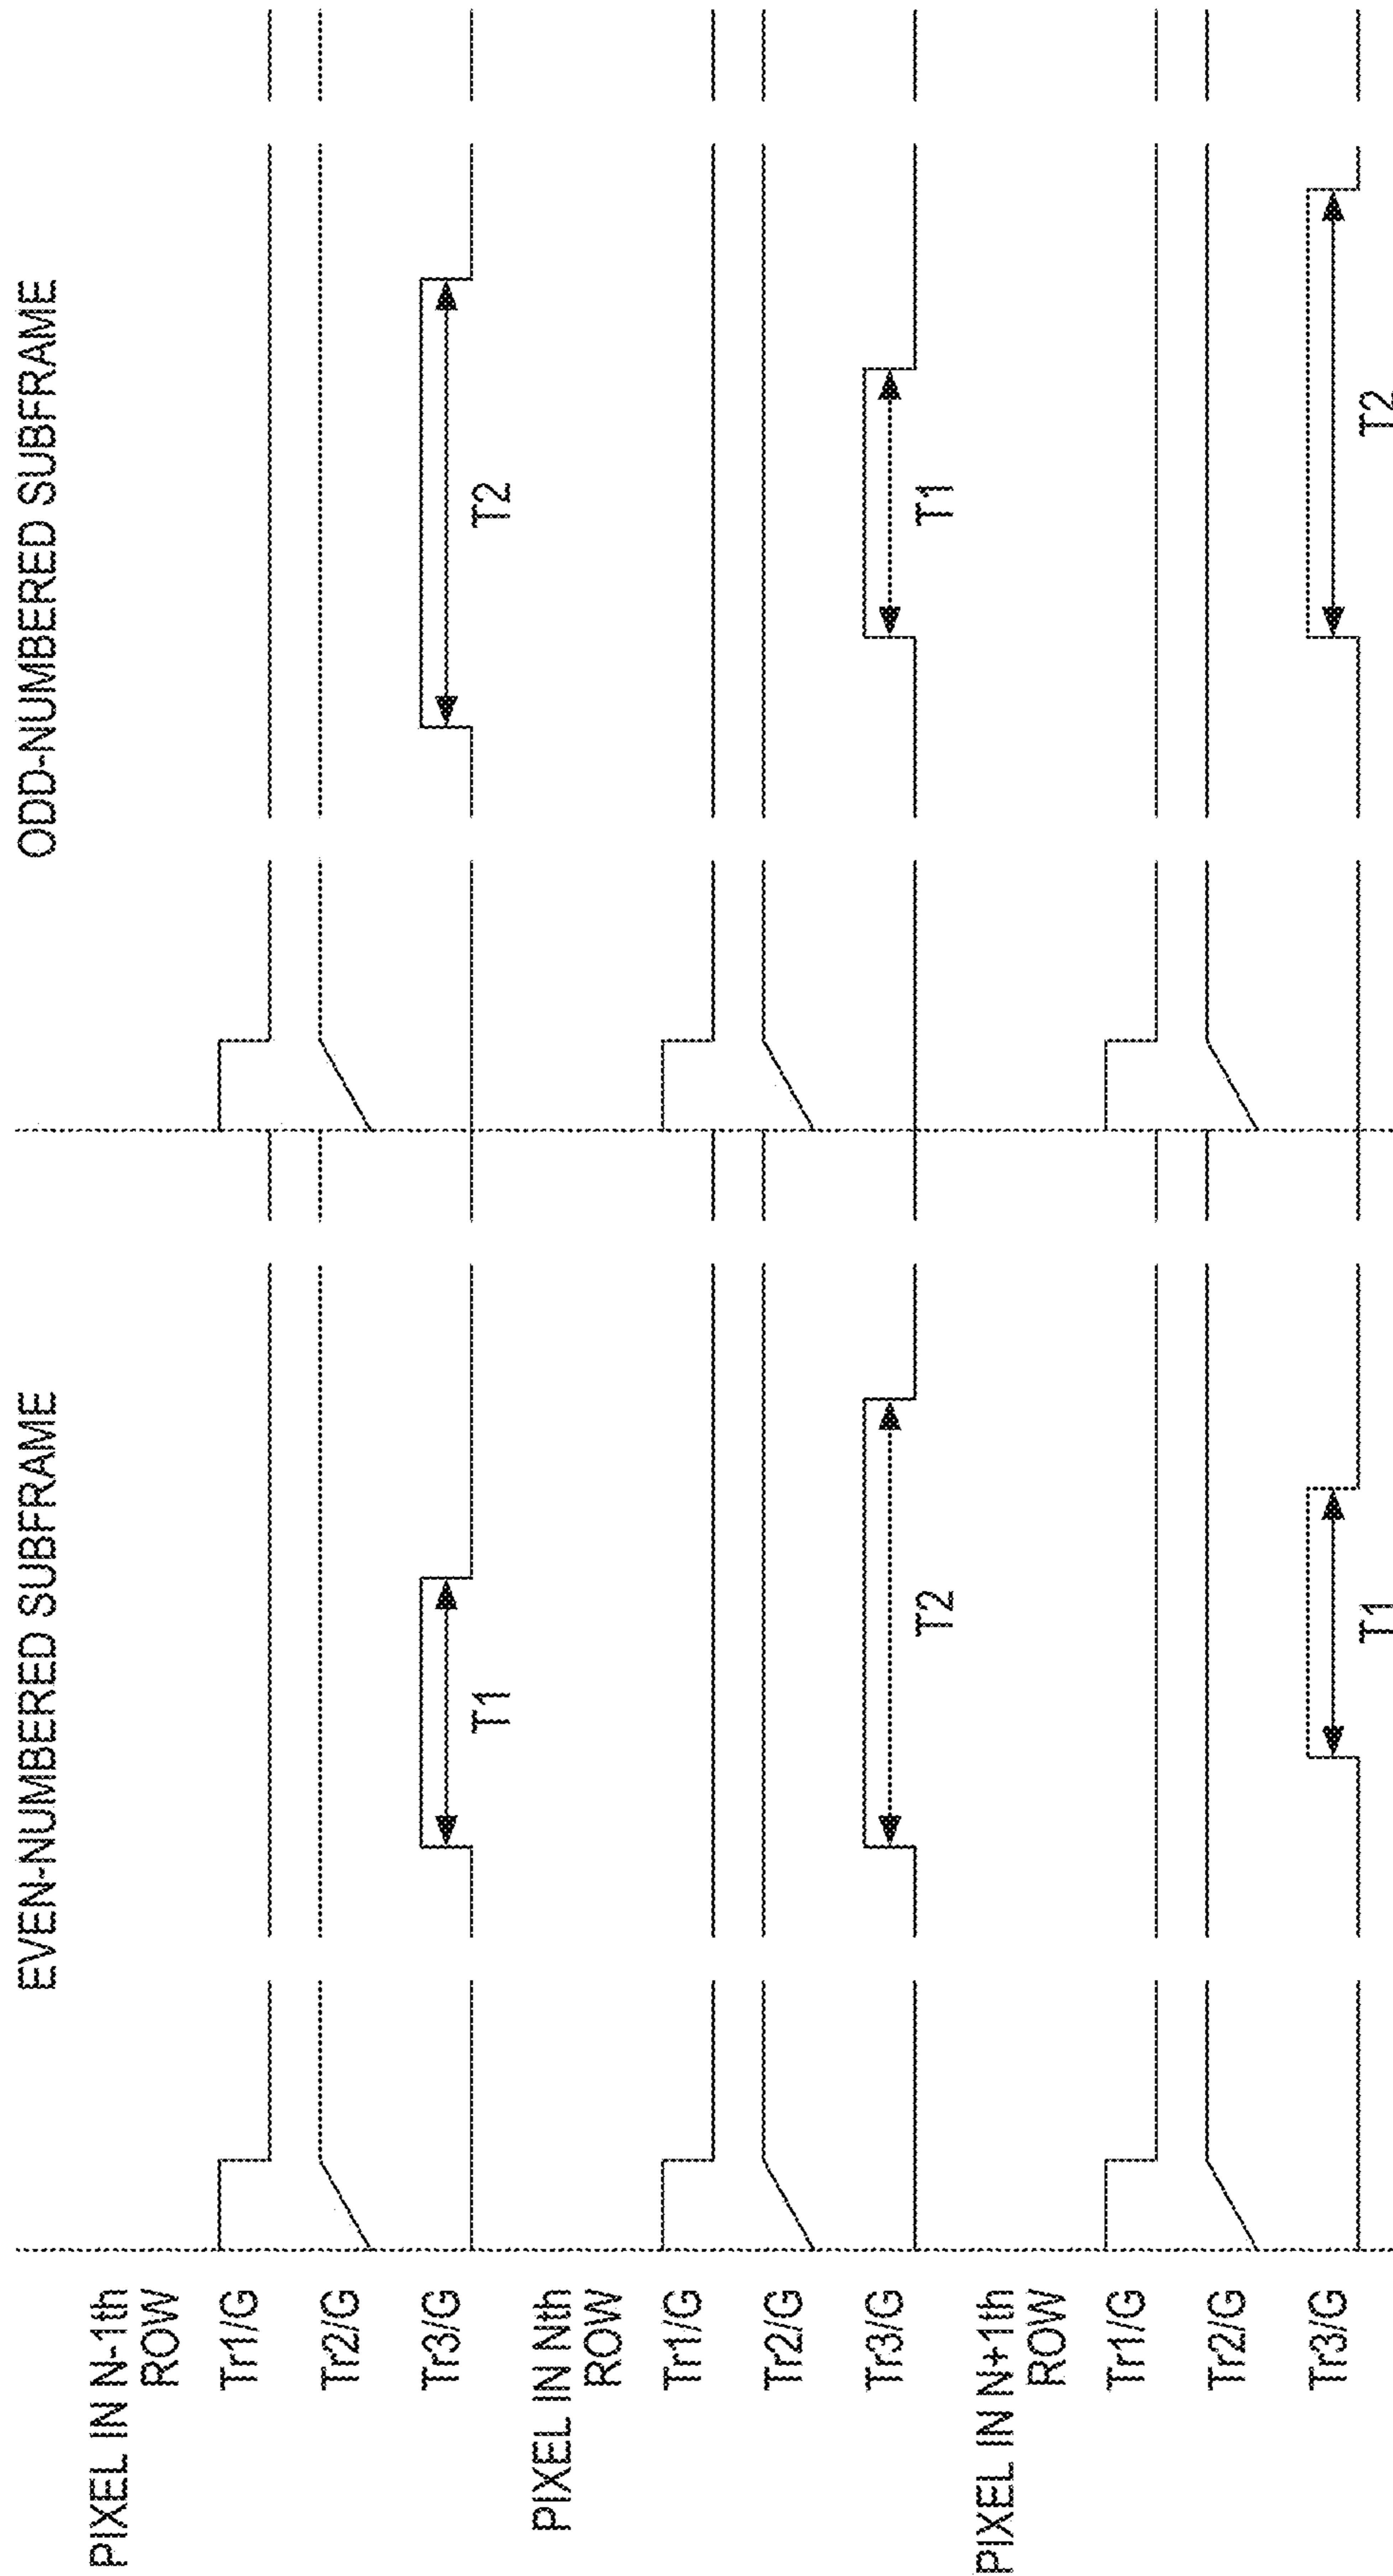 EVEN-NUMBERED SUBFRAME
ODD-NUMBERED SUBFRAME
PIXEL IN N-1th
ROW
Tr1/G
Tr2/G
Tr3/G
T1
T2
PIXEL IN Nth
ROW
Tr1/G
Tr2/G
Tr3/G
T2
T1
PIXEL IN N+1th
ROW
Tr1/G
Tr2/G
Tr3/G
T1
T2